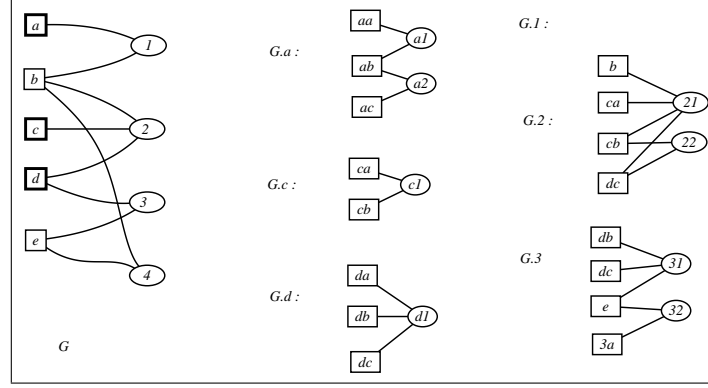 a
b
c
d
e
1
2
3
4
G
G.a :
aa
ab
ac
a1
a2
G.c :
ca
cb
c1
G.d :
da
db
dc
d1
G.1 :
G.2 :
b
ca
cb
dc
21
22
G.3
db
dc
e
3a
31
32